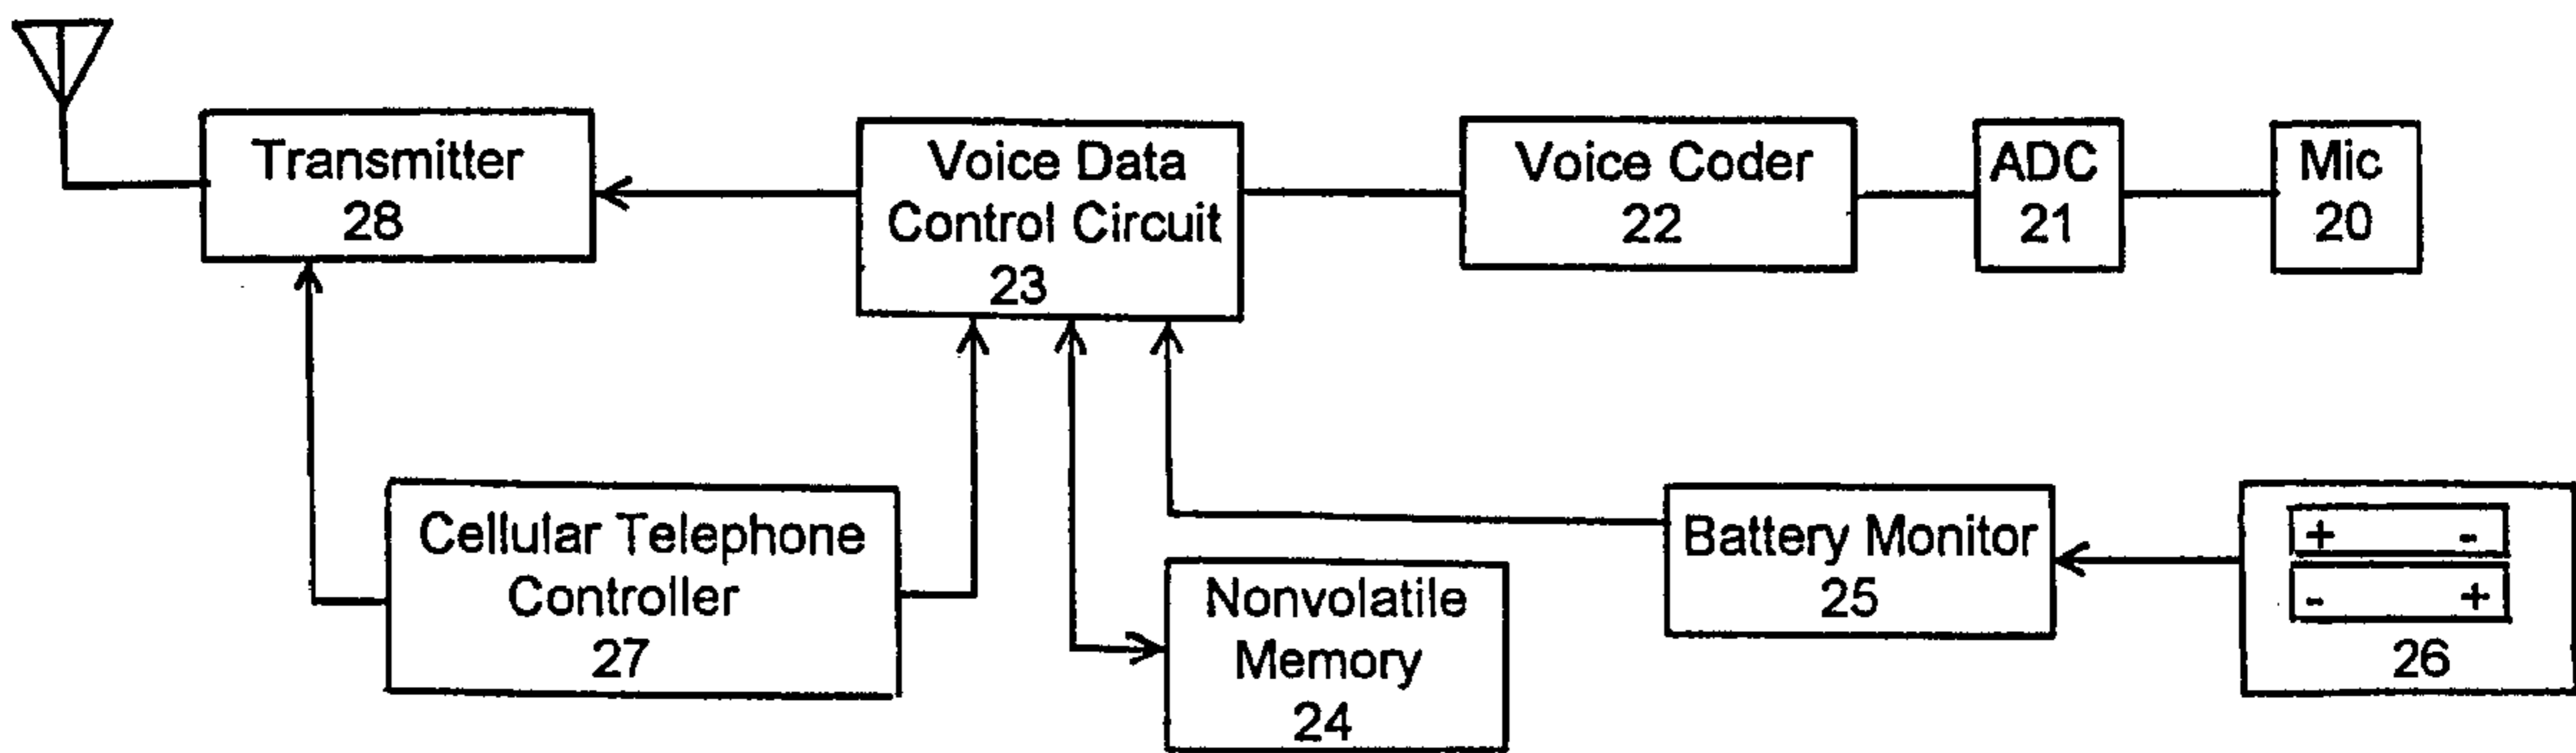 Transmitter
28
Voice Data
Control Circuit
23
Voice Coder
22
ADC
21
Mic
20
Cellular Telephone
Controller
27
Nonvolatile
Memory
24
Battery Monitor
25
+ -
- +
26